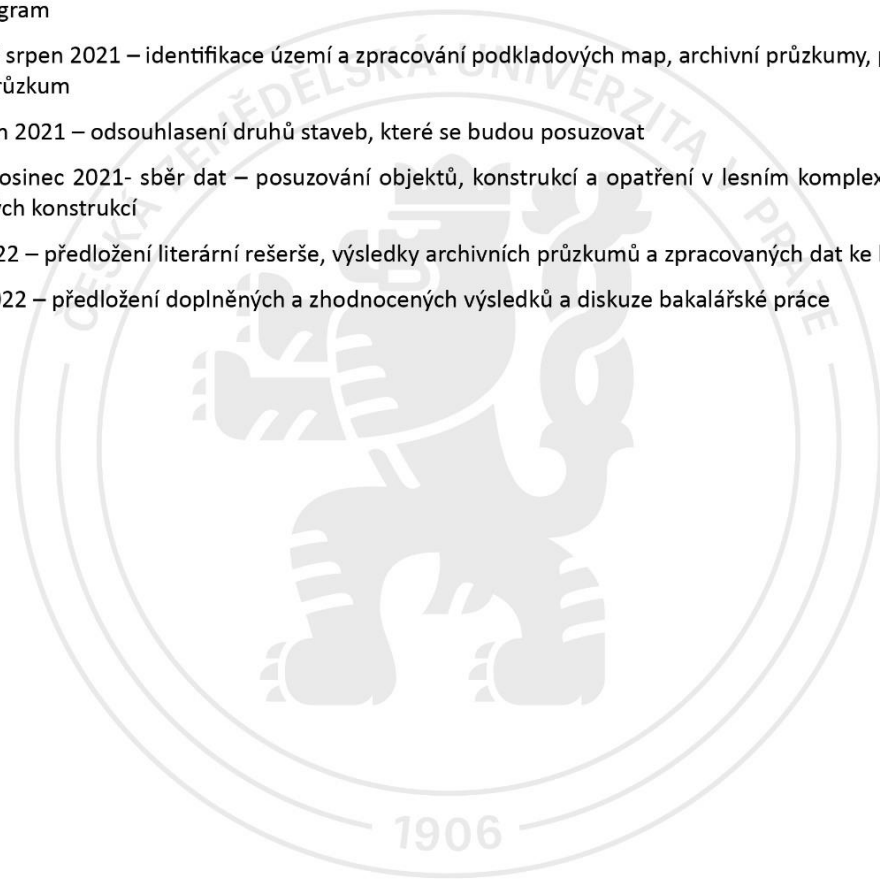 gram
srpen 2021 – identifikace území a zpracování podkladových map, archivní průzkumy,
růzkum
2021 – odsouhlasení druhů staveb, které se budou posuzovat
osinec 2021- sběr dat – posuzování objektů, konstrukcí a opatření v lesním komplex
ch konstrukcí
22 – předložení literární rešerše, výsledky archivních průzkumů a zpracovaných dat ke
022 – předložení doplněných a zhodnocených výsledků a diskuze bakalářské práce
ČESKÁ ZEMĚDĚLSKÁ UNIVERZITA V PRAZE
1906